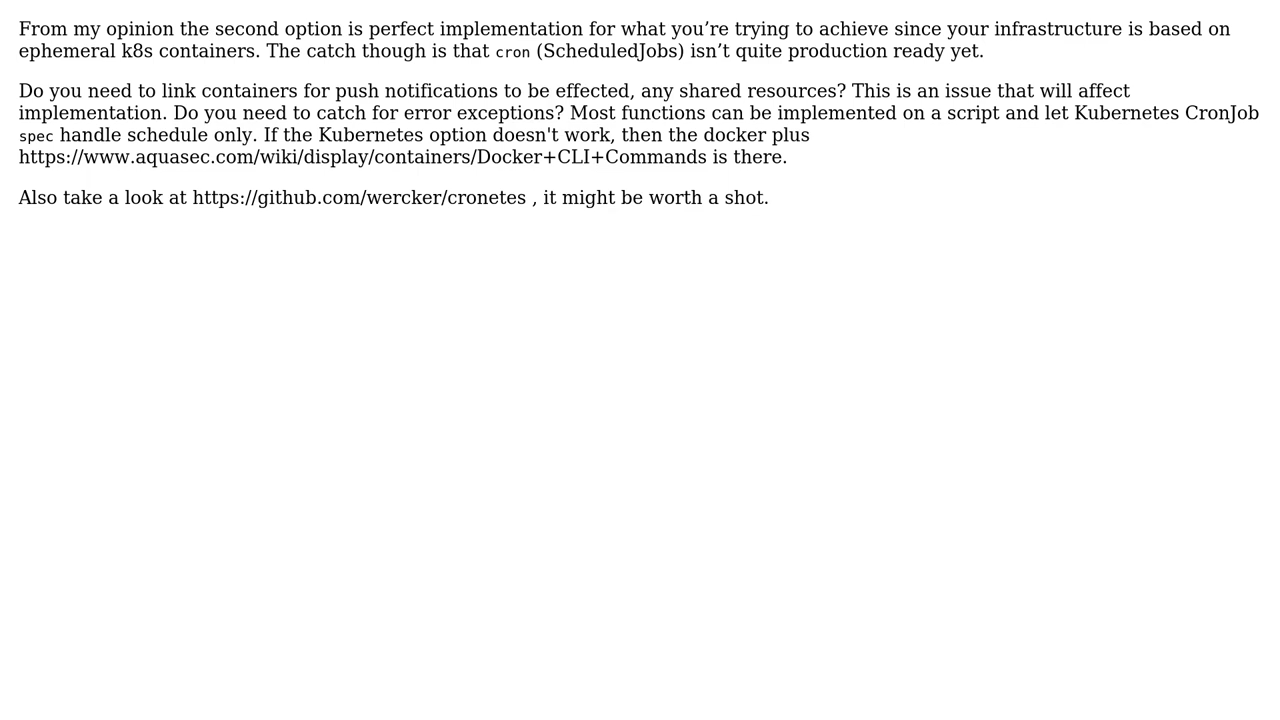 From my opinion the second option is perfect implementation for what you’re trying to achieve since your infrastructure is based on
ephemeral k8s containers. The catch though is that cron (ScheduledJobs) isn’t quite production ready yet.
Do you need to link containers for push notifications to be effected, any shared resources? This is an issue that will affect
implementation. Do you need to catch for error exceptions? Most functions can be implemented on a script and let Kubernetes CronJob
spec handle schedule only. If the Kubernetes option doesn't work, then the docker plus
https://www.aquasec.com/wiki/display/containers/Docker+CLI+Commands is there.
Also take a look at https://github.com/wercker/cronetes , it might be worth a shot.